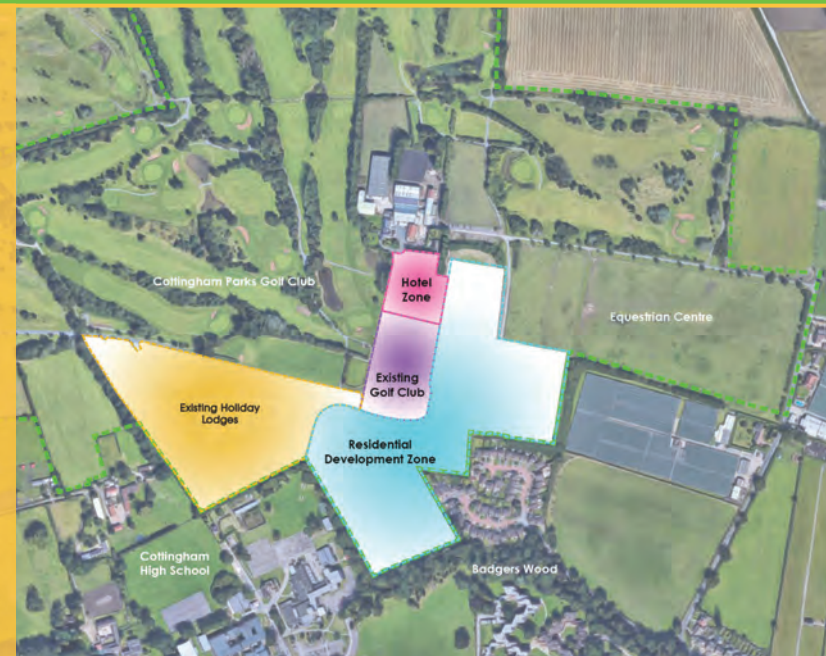 Cottingham Parks Golf Club
Hotel
Zone
Equestrian Centre
Existing
Golf Club
Existing Holiday
Lodges
Residential
Development Zone
Cottingham
High School
Badgers Wood